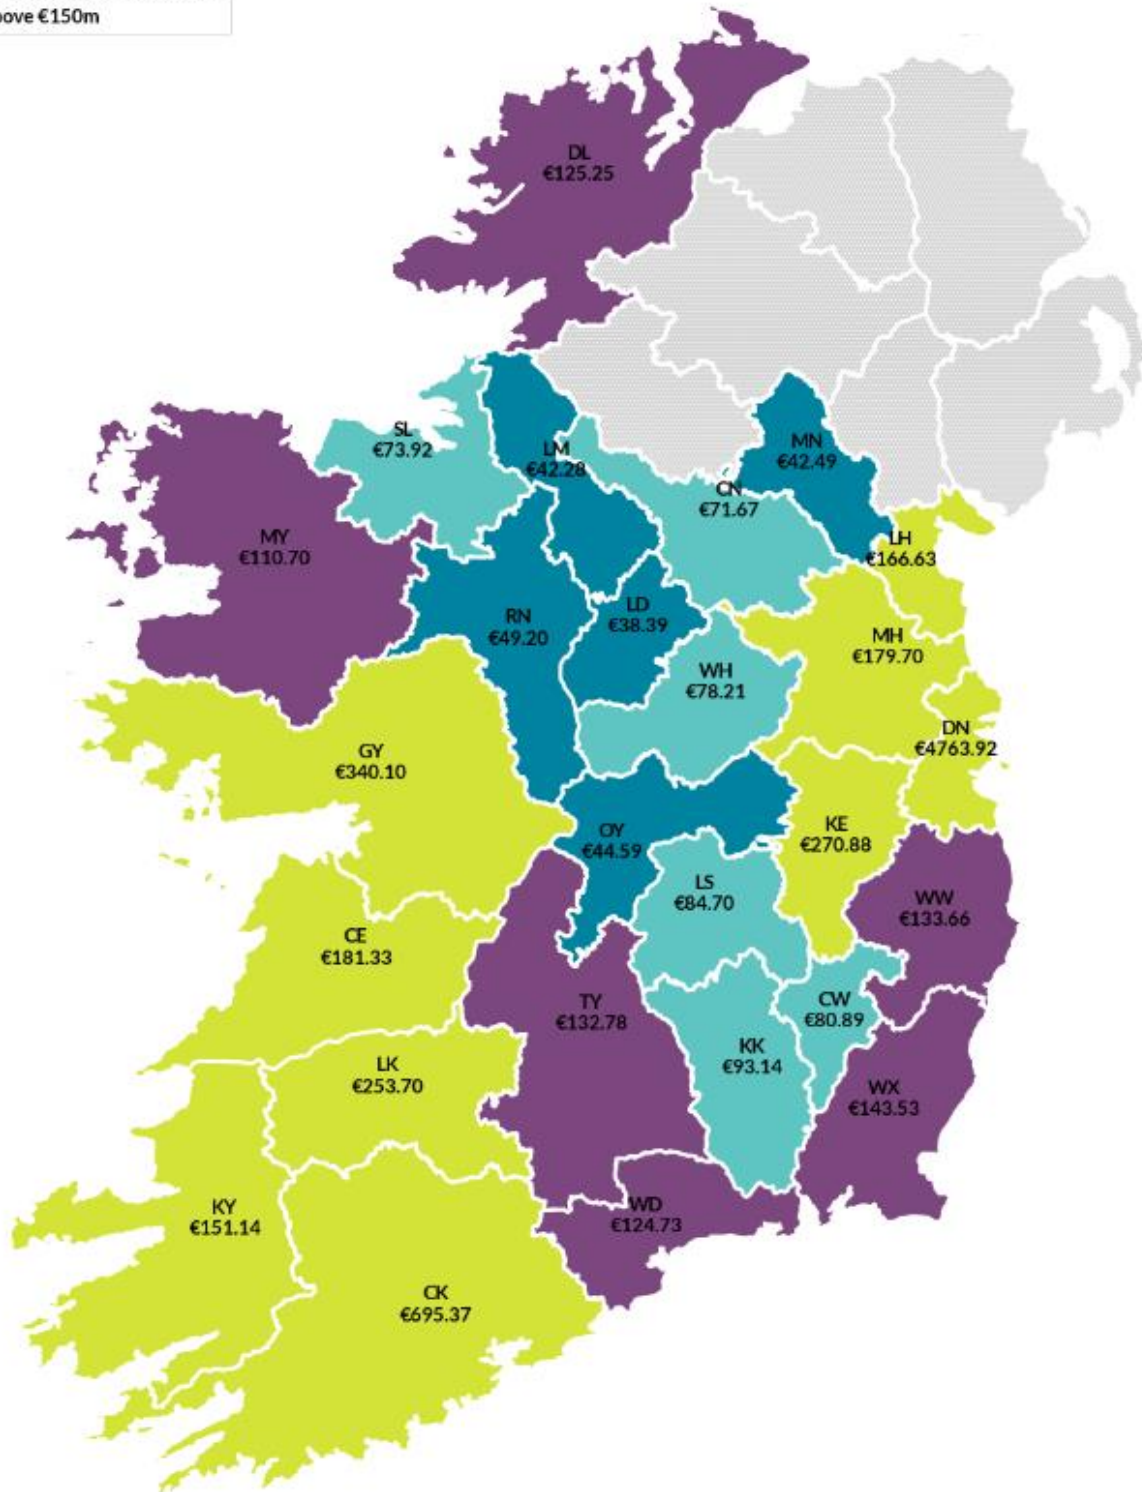 €150m
DL
€125.25
SL
€73.92
LM
€42.28
MN
€42.49
CN
€71.67
MY
€110.70
LH
€166.63
RN
€49.20
LD
€38.39
MH
€179.70
WH
€78.21
GY
€340.10
DN
€4763.92
OY
€44.59
KE
€270.88
LS
€84.70
WW
€133.66
CE
€181.33
TY
€132.78
CW
€80.89
KK
€93.14
LK
€253.70
WX
€143.53
KY
€151.14
WD
€124.73
CK
€695.37